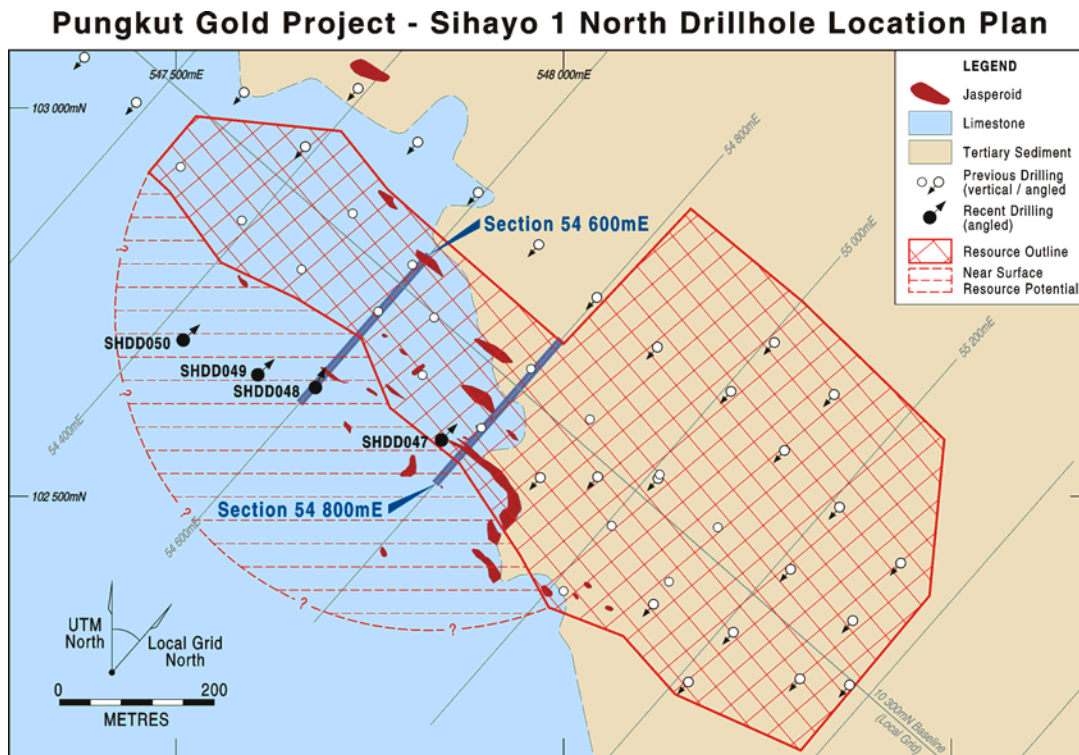 Pungkut Gold Project - Sihayo 1 North Drillhole Location Plan
547 500mE
548 000mE
103 000mN
54 800mE
LEGEND
Jasperoid
Limestone
Tertiary Sediment
Previous Drilling
(vertical / angled)
Recent Drilling
(angled)
Resource Outline
Near Surface
Resource Potential
Section 54 600mE
55 000mE
?
55 200mE
SHDD050
SHDD049
SHDD048
?
54 400mE
SHDD047
102 500mN
Section 54 800mE
54 600mE
?
?
UTM
North
Local Grid
North
0
200
METRES
10 300mN Baseline
(Local Grid)